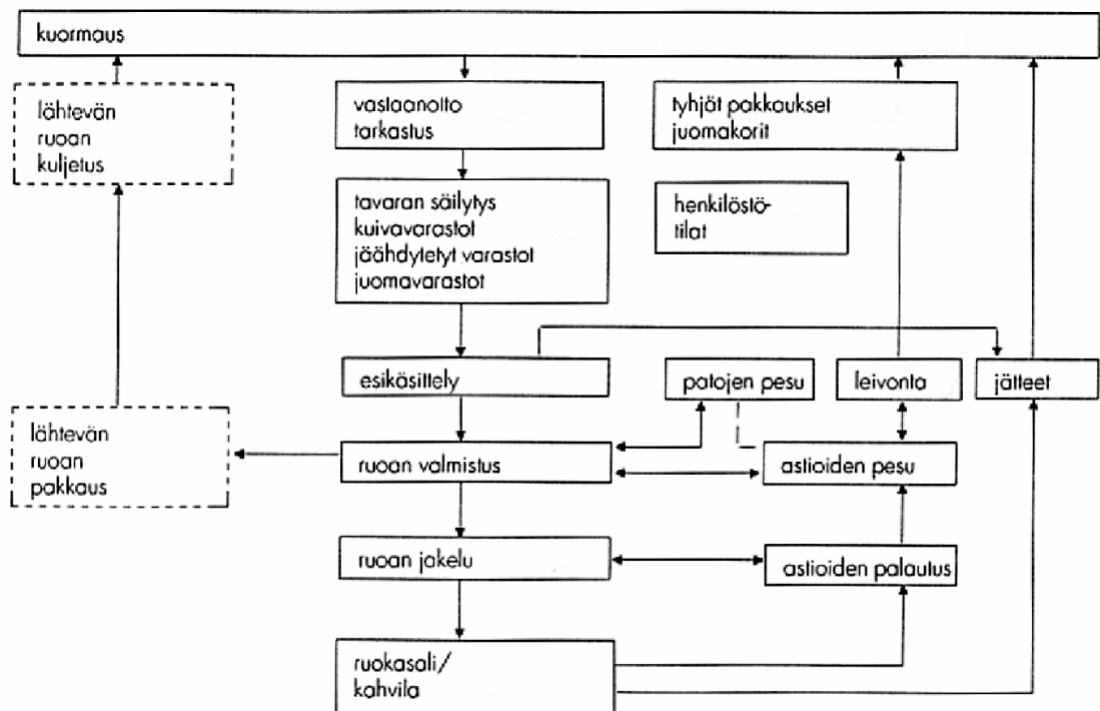 kuormaus
lähtevän
ruoan
kuljetus
vastaanotto
tarkastus
tyhjät pakkaukset
juomakorit
tavaran säilytys
kuivavarastot
jäähdytetyt varastot
juomavarastot
henkilöstö-
tilat
esikäsittely
patojen pesu
leivonta
jätteet
lähtevän
ruoan
pakkaus
ruoan valmistus
astioiden pesu
ruoan jakelu
astioiden palautus
ruokasali/
kahvila